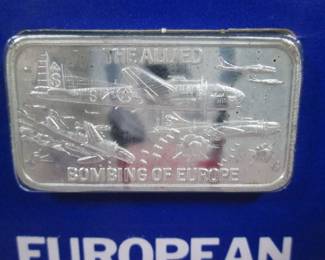 THE ALLIED
BOMBING OF EUROPE
EUROPEAN